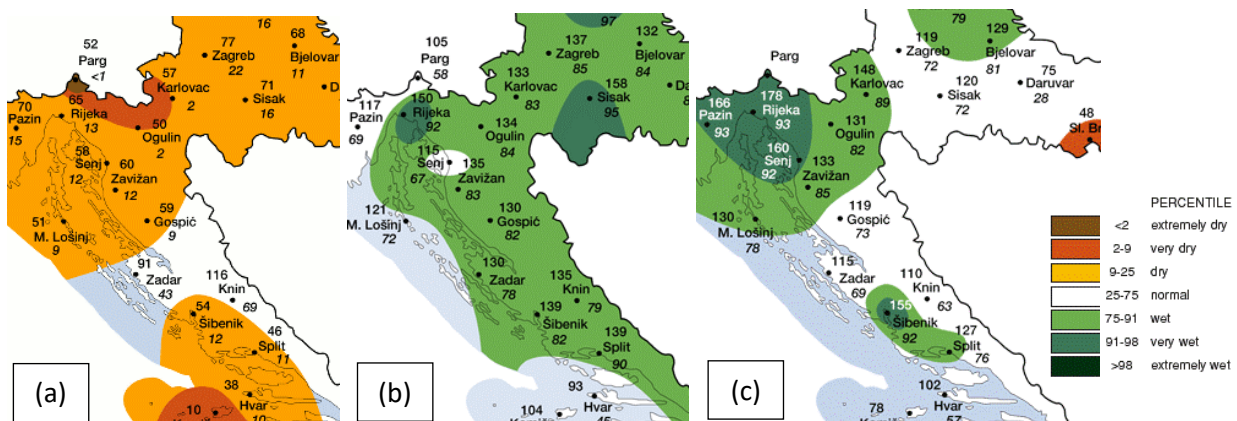 16
52
Parg
<1
77
Zagreb
22
68
Bjelovar
11
57
Karlovac
2
71
Sisak
16
D
70
Pazin
15
65
Rijeka
13
50
Ogulin
2
58
Senj
12
60
Zavižan
12
51
M. Lošinj
9
59
Gospić
9
91
Zadar
43
116
Knin
69
54
Šibenik
12
46
Split
11
38
Hvar
10
10
(a)
97
105
Parg
58
137
Zagreb
85
132
Bjelovar
84
133
Karlovac
83
158
Sisak
95
Da
8
117
Pazin
69
150
Rijeka
92
134
Ogulin
84
115
Senj
67
135
Zavižan
83
121
M. Lošinj
72
130
Gospić
82
130
Zadar
78
135
Knin
79
139
Šibenik
82
139
Split
90
93
Hvar
45
104
(b)
79
Parg
119
Zagreb
72
129
Bjelovar
81
148
Karlovac
89
120
Sisak
72
75
Daruvar
28
48
Sl. Br
166
Pazin
93
178
Rijeka
93
131
Ogulin
82
160
Senj
92
133
Zavižan
85
130
M. Lošinj
78
119
Gospić
73
115
Zadar
69
110
Knin
63
155
Šibenik
92
127
Split
76
102
Hvar
57
78
(c)
PERCENTILE
<2 extremely dry
2-9 very dry
9-25 dry
25-75 normal
75-91 wet
91-98 very wet
>98 extremely wet